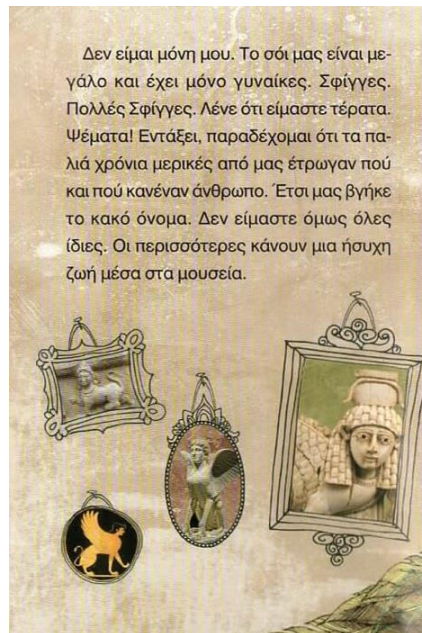 Δεν είμαι μόνη μου. Το σόι μας είναι με-
γάλο και έχει μόνο γυναίκες. Σφίγγες.
Πολλές Σφίγγες. Λένε ότι είμαστε τέρατα.
Ψέματα! Εντάξει, παραδέχομαι ότι τα πα-
λιά χρόνια μερικές από μας έτρωγαν πού
και πού κανέναν άνθρωπο. Έτσι μας βγήκε
το κακό όνομα. Δεν είμαστε όμως όλες
ίδιες. Οι περισσότερες κάνουν μια ήσυχη
ζωή μέσα στα μουσεία.